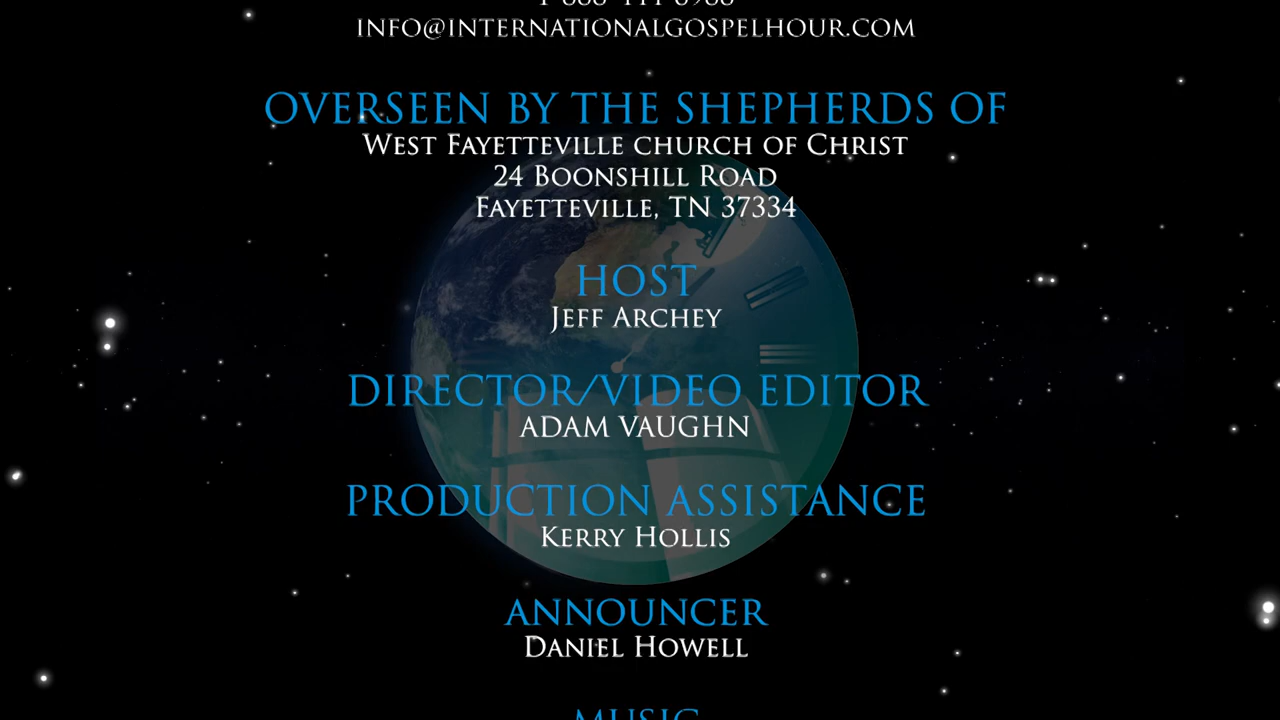 INFO@INTERNATIONALGOSPELHOUR.COM
OVERSEEN BY THE SHEPHERDS OF
WEST FAYETTEVILLE CHURCH OF CHRIST
24 BOONSHILL ROAD
FAYETTEVILLE, TN 37334
HOST
JEFF ARCHEY
DIRECTOR/VIDEO EDITOR
ADAM VAUGHN
PRODUCTION ASSISTANCE
KERRY HOLLIS
ANNOUNCER
DANIEL HOWELL
MUSIC